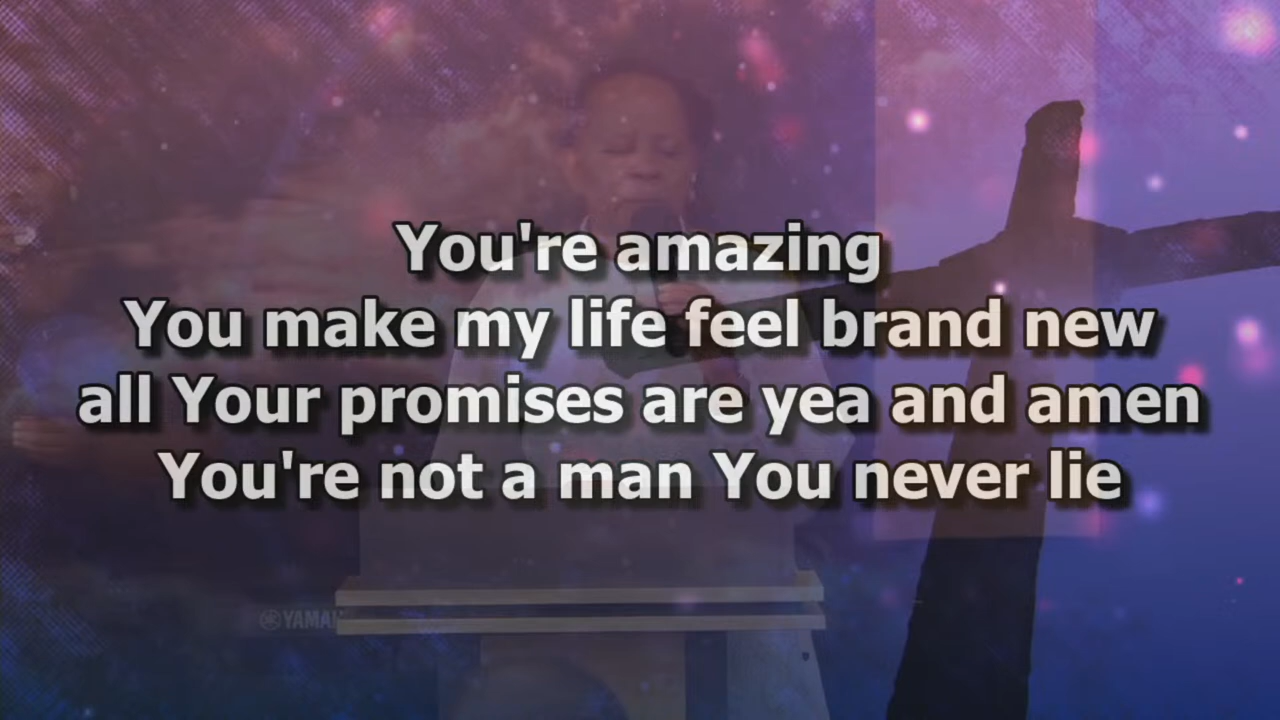 You're amazing
You make my life feel brand new
all Your promises are yea and amen
You're not a man You never lie